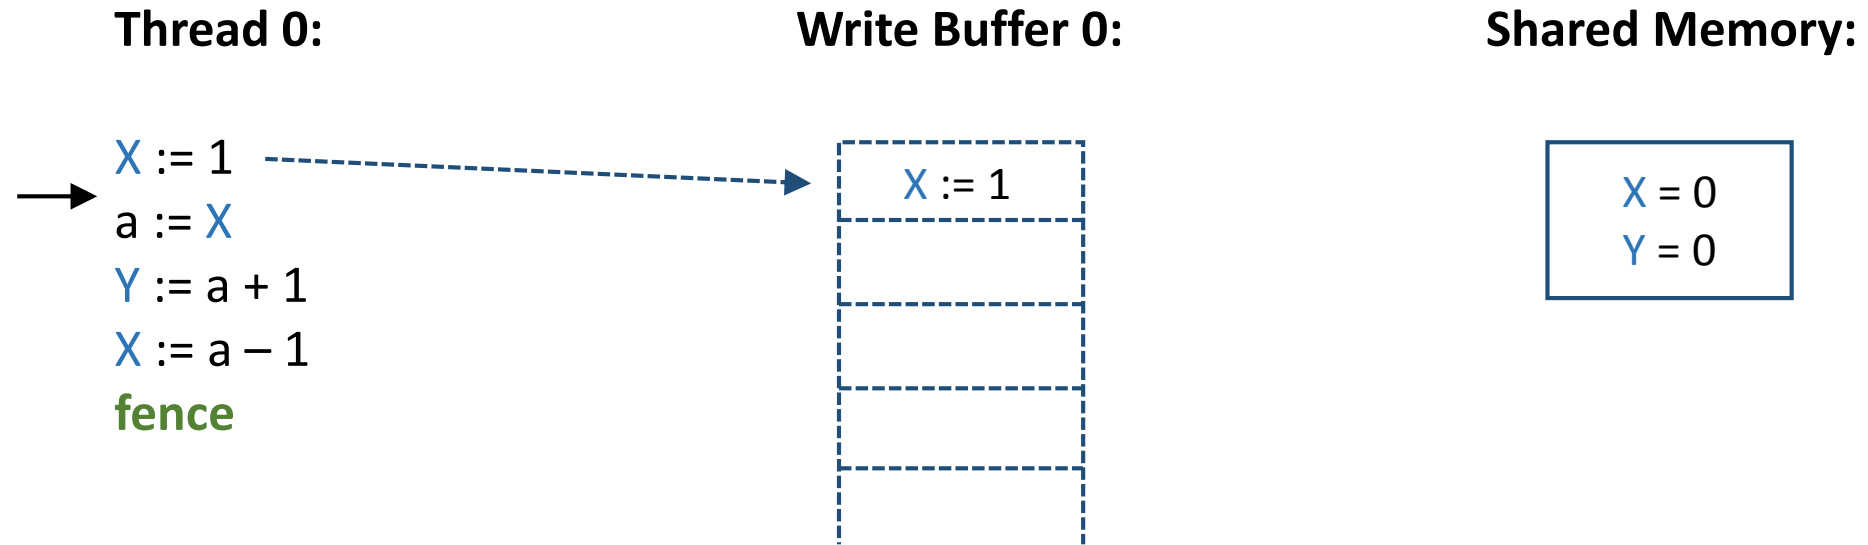 Thread 0:
X := 1
a := X
Y := a + 1
X := a – 1
fence
Write Buffer 0:
X := 1
Shared Memory:
X = 0
Y = 0